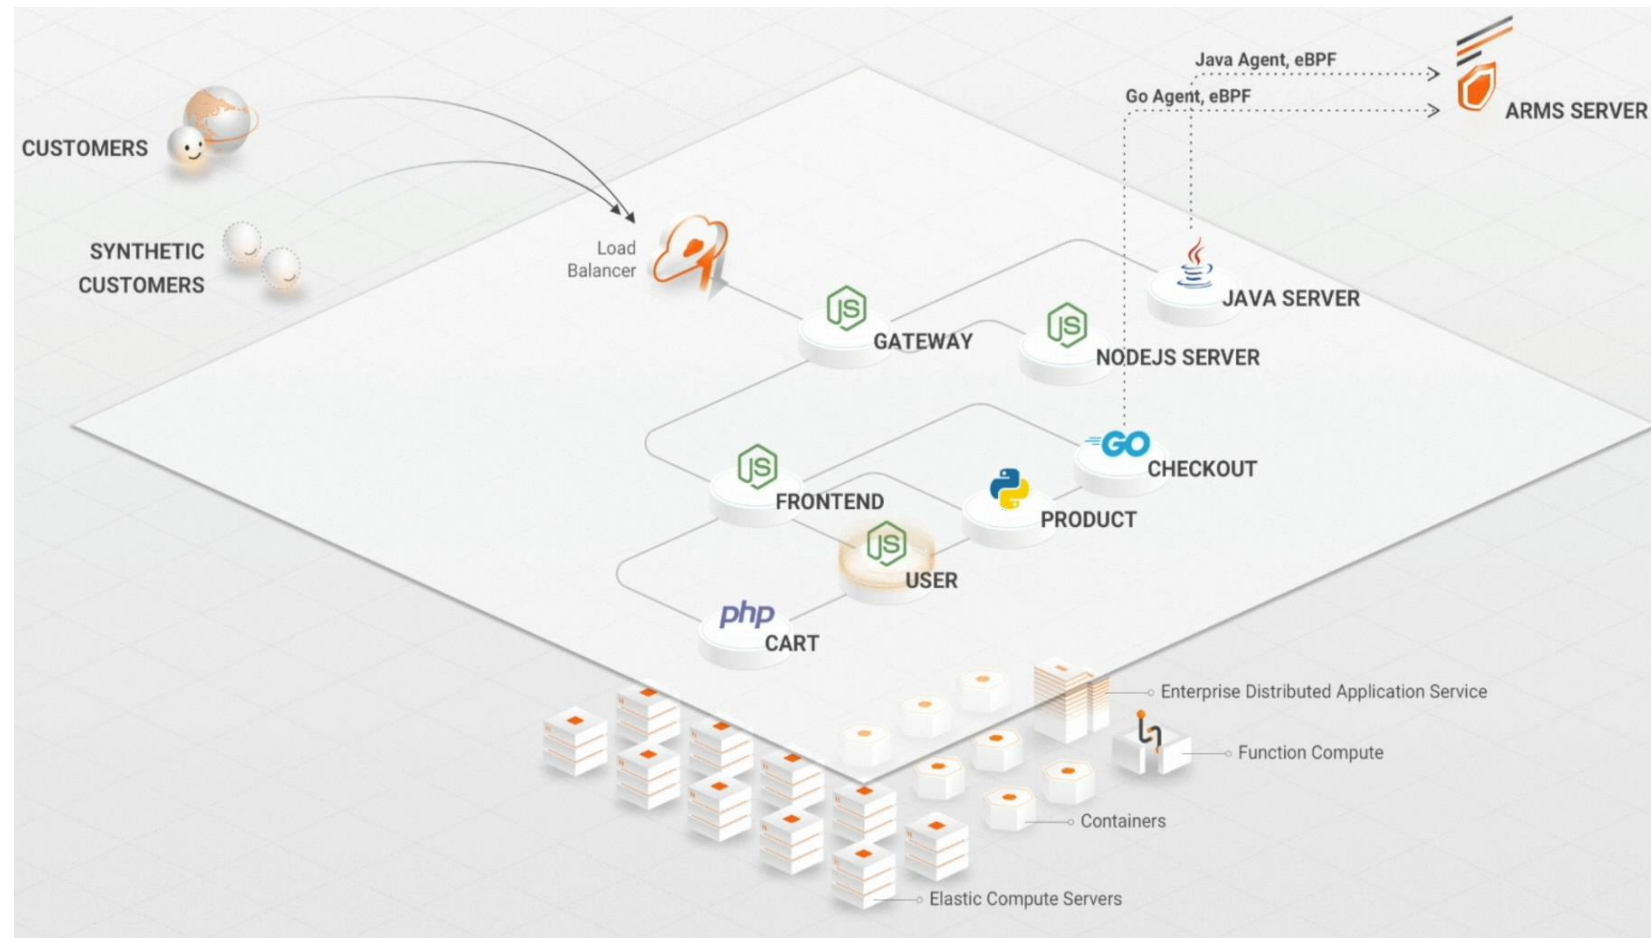 Java Agent, eBPF
Go Agent, eBPF
ARMS SERVER
CUSTOMERS
SYNTHETIC
CUSTOMERS
Load
Balancer
JS
GATEWAY
JAVA SERVER
JS
NODEJS SERVER
JS
FRONTEND
GO
CHECKOUT
PRODUCT
JS
USER
php
CART
Enterprise Distributed Application Service
Function Compute
Containers
Elastic Compute Servers